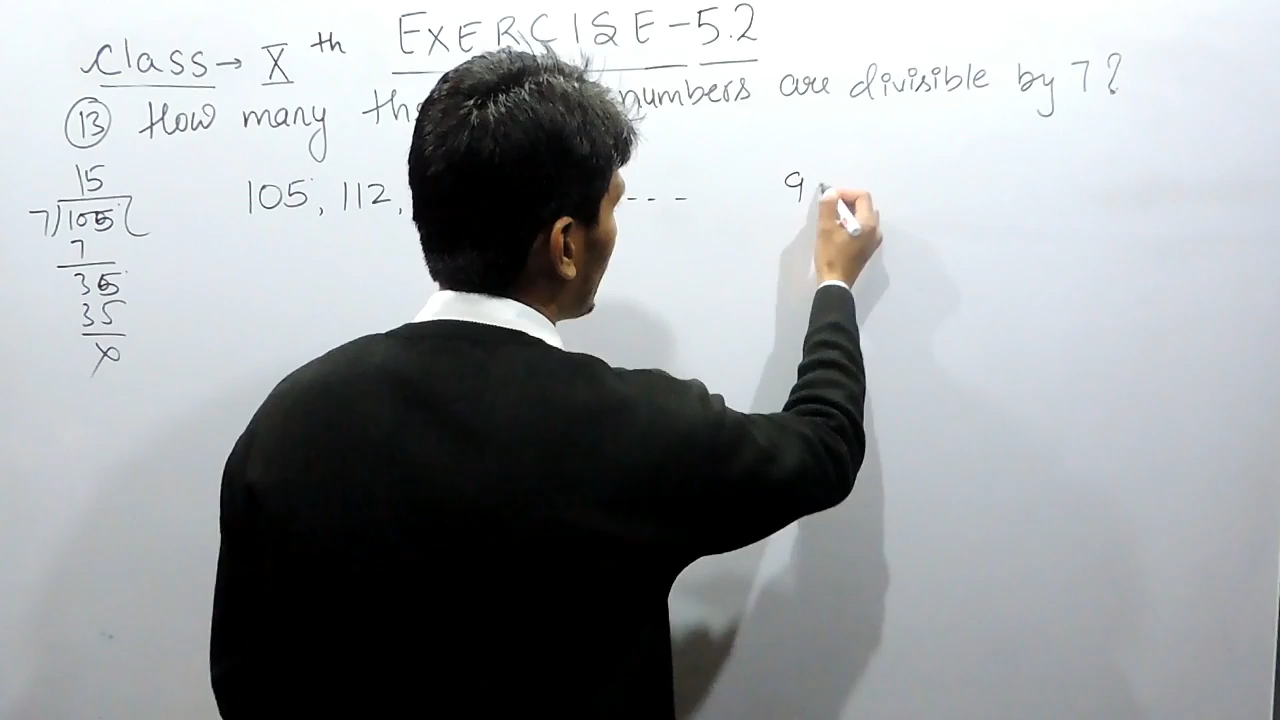 Class → X th EXERCISE-5.2
13 How many numbers are divisible by 7?
15
7)105( 105, 112, --- 9
7
35
35
x